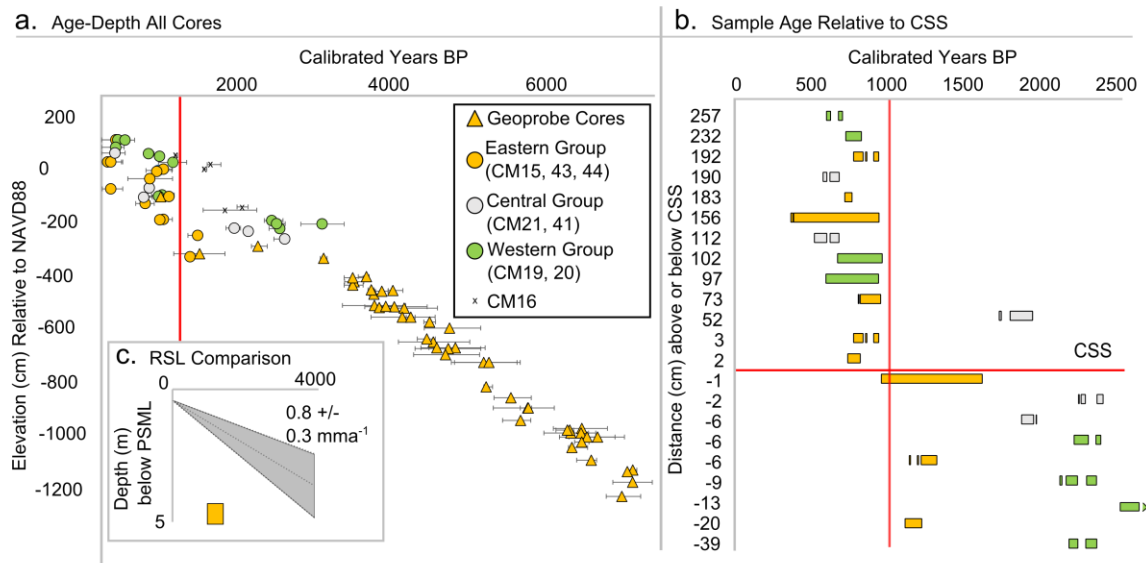 a. Age-Depth All Cores
Calibrated Years BP
2000 4000 6000
Elevation (cm) Relative to NAVD88
200
0
-200
-400
-600
-800
-1000
-1200
Geoprobe Cores
Eastern Group
(CM15, 43, 44)
Central Group
(CM21, 41)
Western Group
(CM19, 20)
x CM16
c. RSL Comparison
0 4000
0.8 +/-
0.3 mma⁻¹
Depth (m)
below PSML
5
b. Sample Age Relative to CSS
Calibrated Years BP
0 500 1000 1500 2000 2500
Distance (cm) above or below CSS
257
232
192
190
183
156
112
102
97
73
52
3
2
CSS
-1
-2
-6
-6
-6
-9
-13
-20
-39